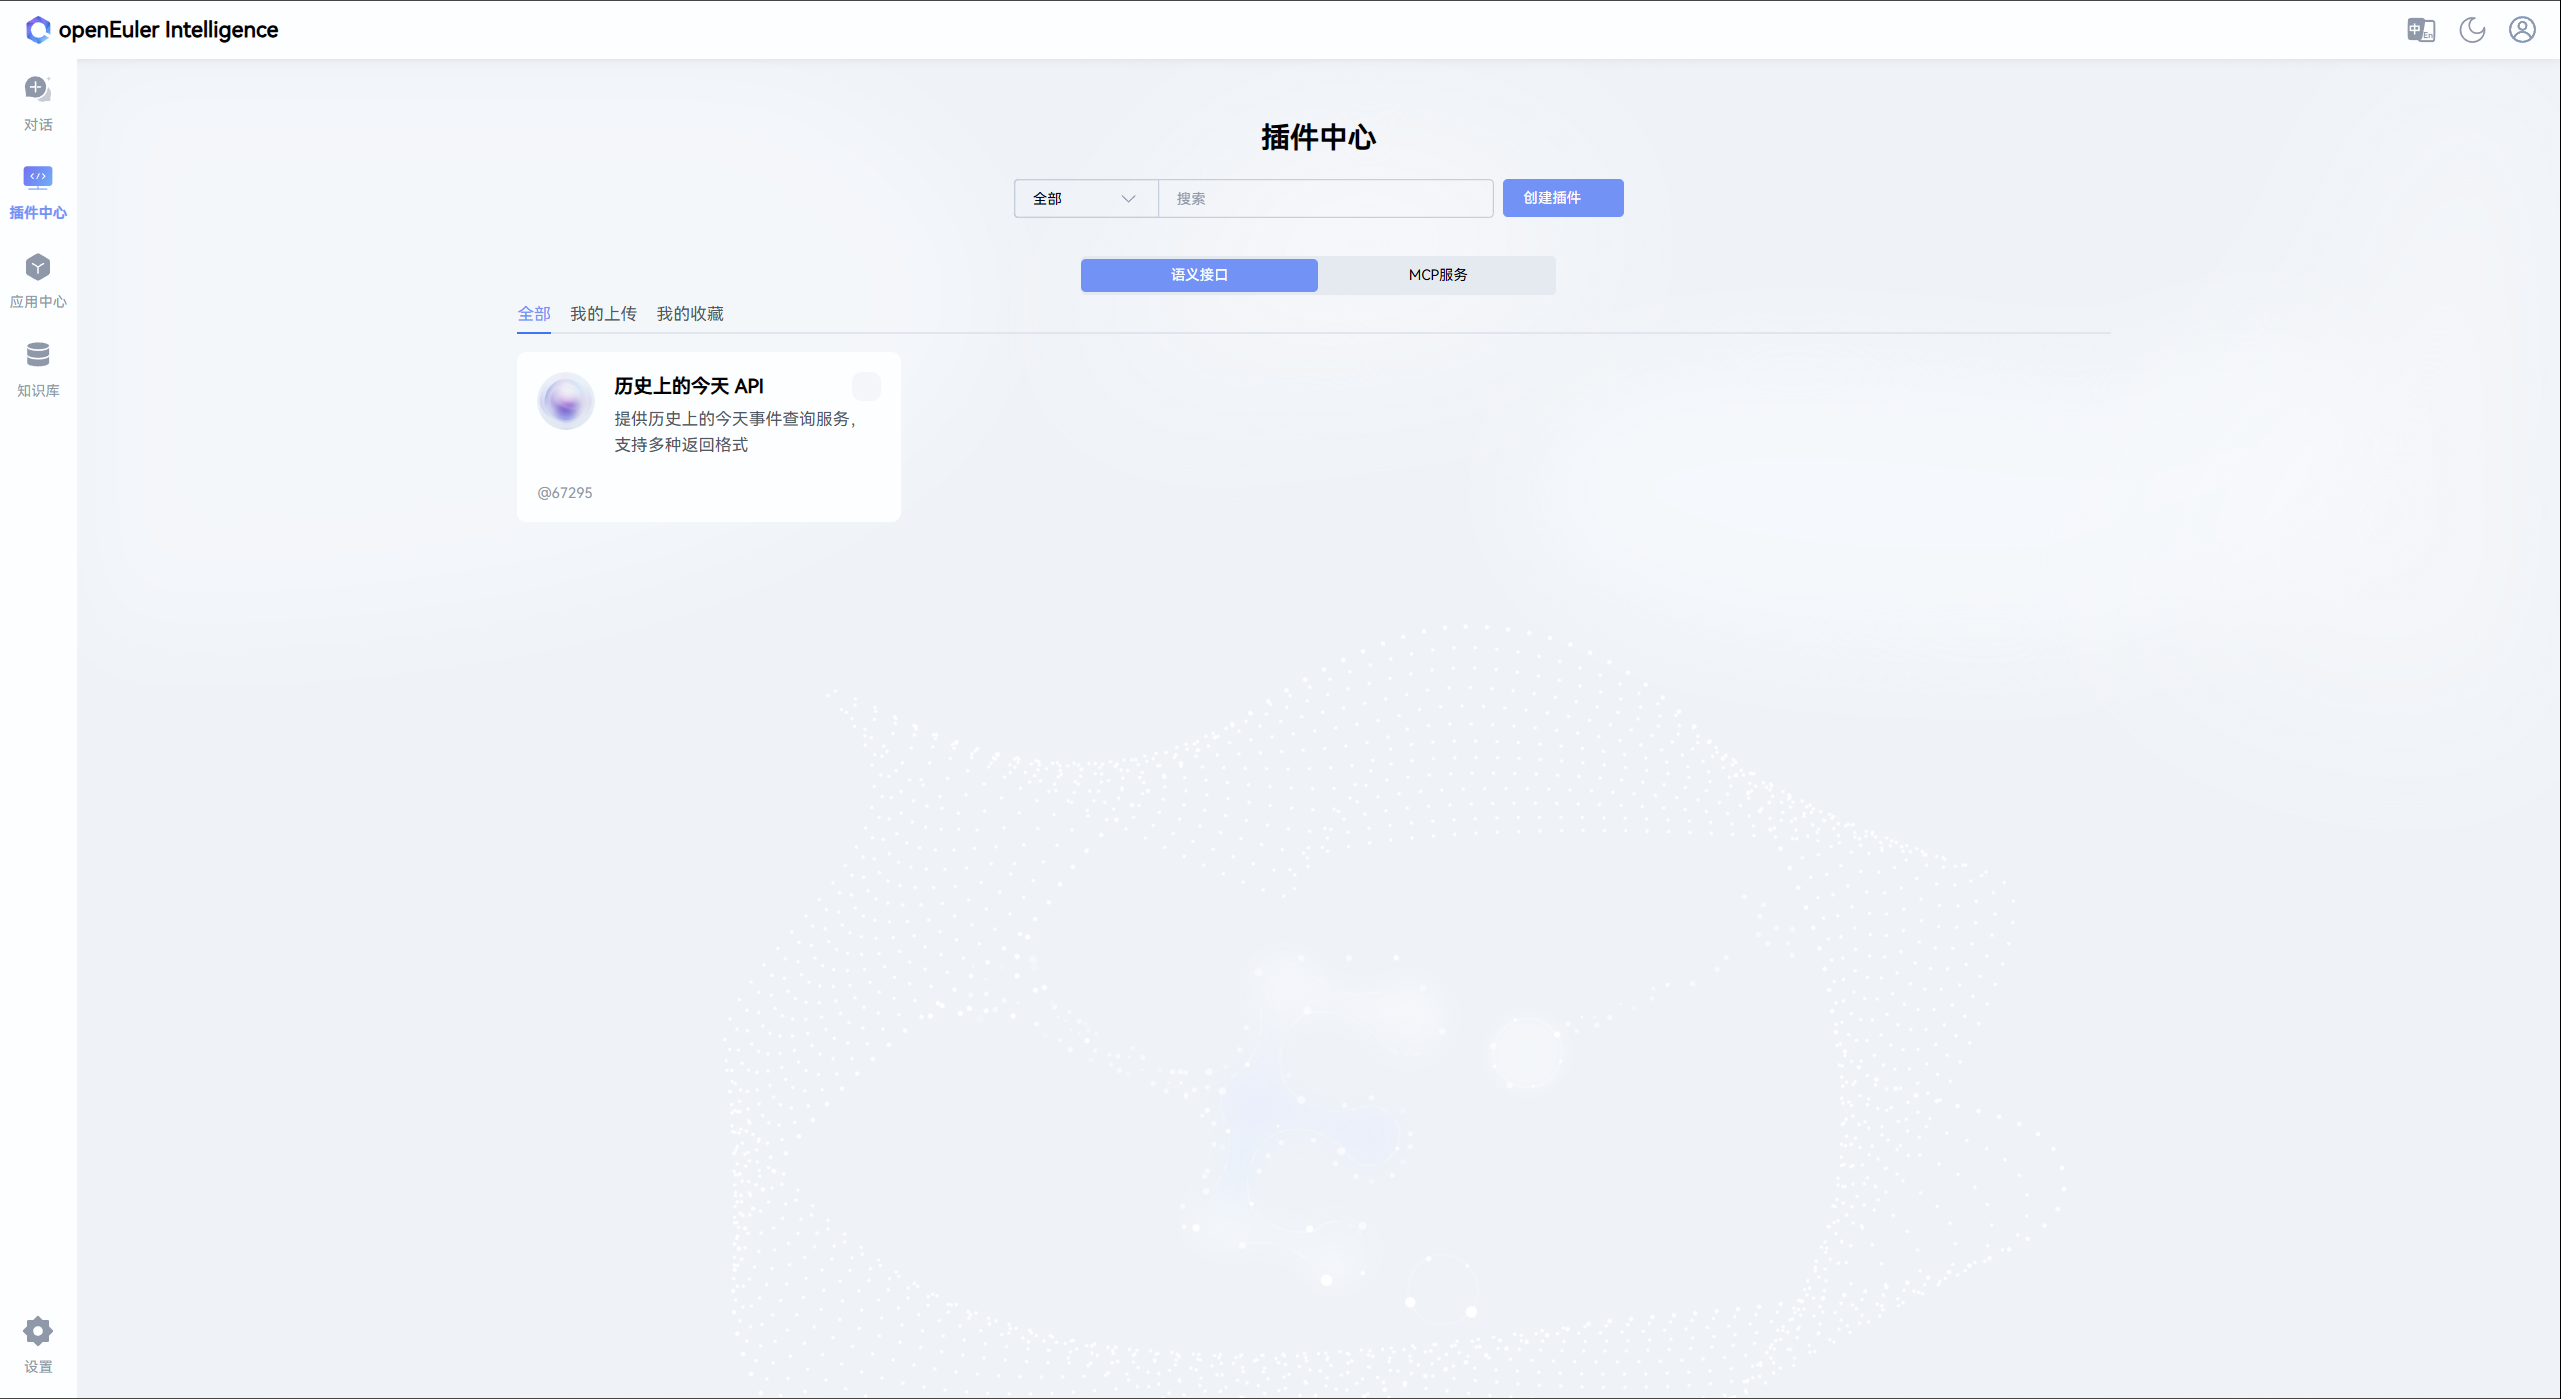 openEuler Intelligence
中 En
对话
插件中心
应用中心
知识库
设置
插件中心
全部
搜索
创建插件
语义接口
MCP服务
全部 我的上传 我的收藏
历史上的今天 API
提供历史上的今天事件查询服务，
支持多种返回格式
@67295